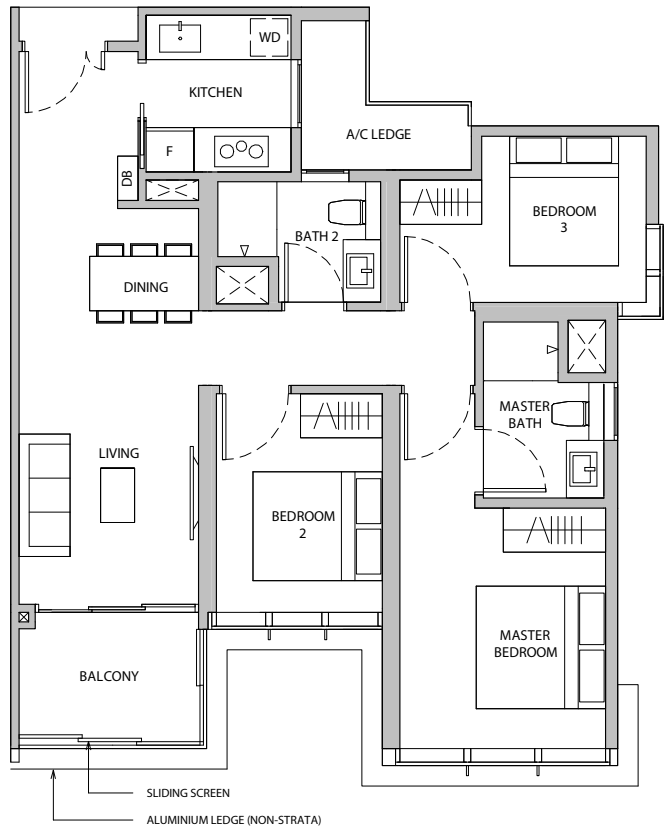 WD
KITCHEN
A/C LEDGE
F
DB
BEDROOM
3
BATH 2
DINING
MASTER
BATH
LIVING
BEDROOM
2
MASTER
BEDROOM
BALCONY
SLIDING SCREEN
ALUMINIUM LEDGE (NON-STRATA)